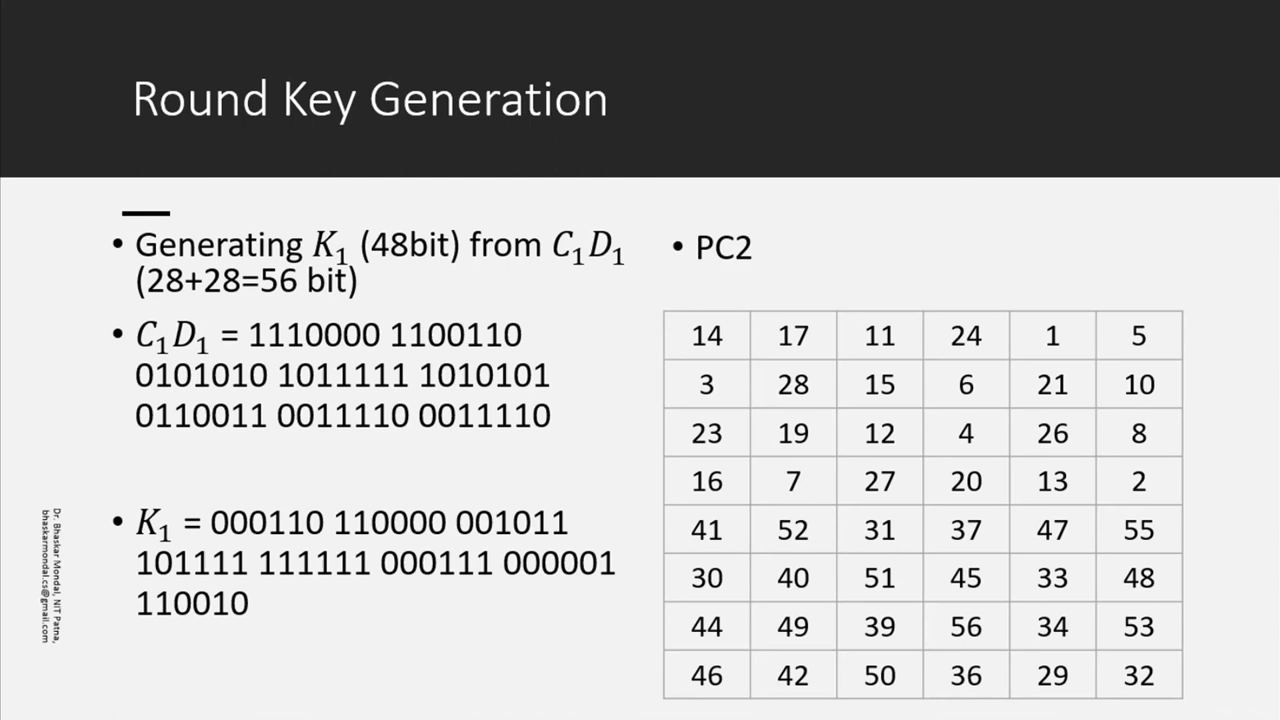 Round Key Generation
• Generating K₁ (48bit) from C₁D₁
(28+28=56 bit)
• C₁D₁ = 1110000 1100110
0101010 1011111 1010101
0110011 0011110 0011110
• K₁ = 000110 110000 001011
101111 111111 000111 000001
110010
• PC2
14 17 11 24 1 5
3 28 15 6 21 10
23 19 12 4 26 8
16 7 27 20 13 2
41 52 31 37 47 55
30 40 51 45 33 48
44 49 39 56 34 53
46 42 50 36 29 32
Dr. Bhaskar Mondal, NIT Patna,
bhaskarmondal.cs@gmail.com